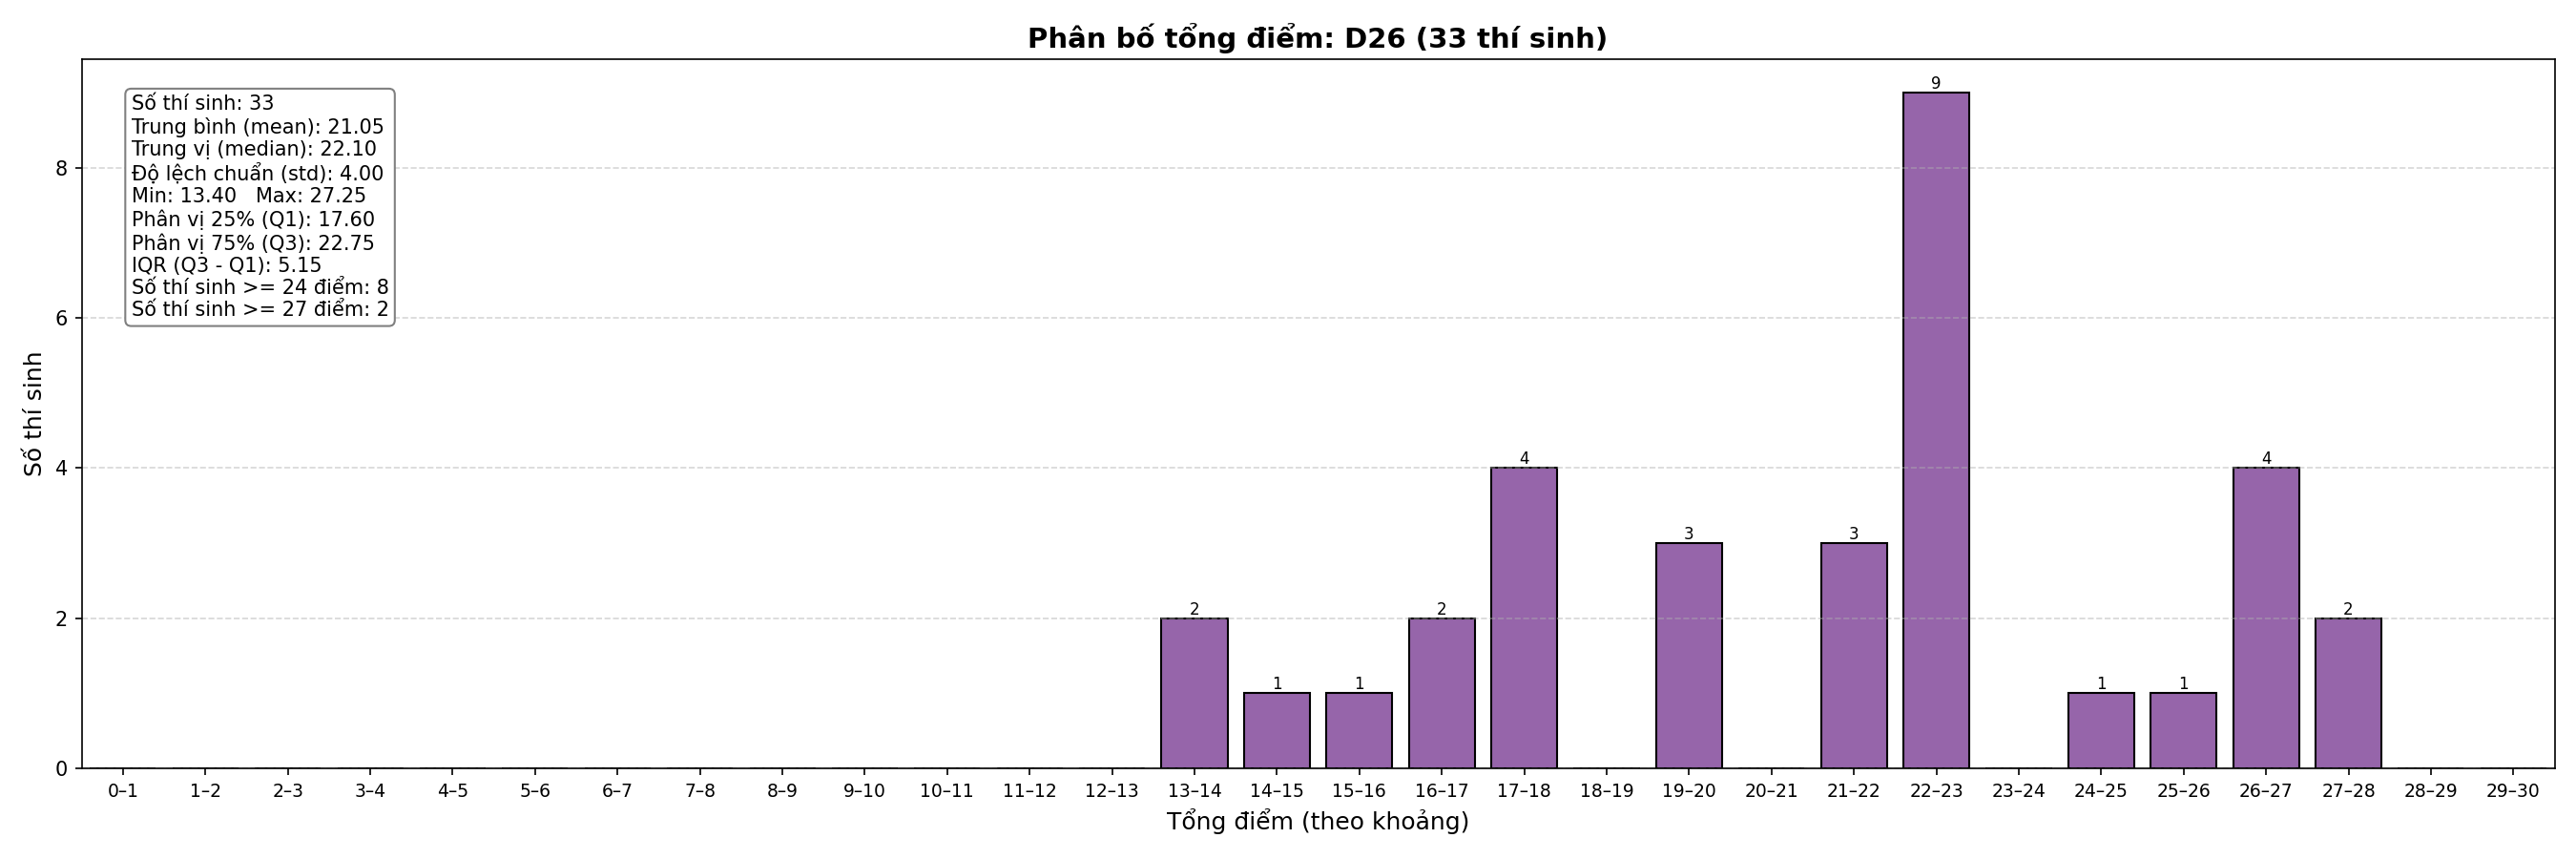 Phân bố tổng điểm: D26 (33 thí sinh)
Số thí sinh: 33
Trung bình (mean): 21.05
Trung vị (median): 22.10
Độ lệch chuẩn (std): 4.00
Min: 13.40   Max: 27.25
Phân vị 25% (Q1): 17.60
Phân vị 75% (Q3): 22.75
IQR (Q3 - Q1): 5.15
Số thí sinh >= 24 điểm: 8
Số thí sinh >= 27 điểm: 2
Số thí sinh
8
6
4
2
0
2
1
1
2
4
3
3
9
1
1
4
2
0–1 1–2 2–3 3–4 4–5 5–6 6–7 7–8 8–9 9–10 10–11 11–12 12–13 13–14 14–15 15–16 16–17 17–18 18–19 19–20 20–21 21–22 22–23 23–24 24–25 25–26 26–27 27–28 28–29 29–30
Tổng điểm (theo khoảng)